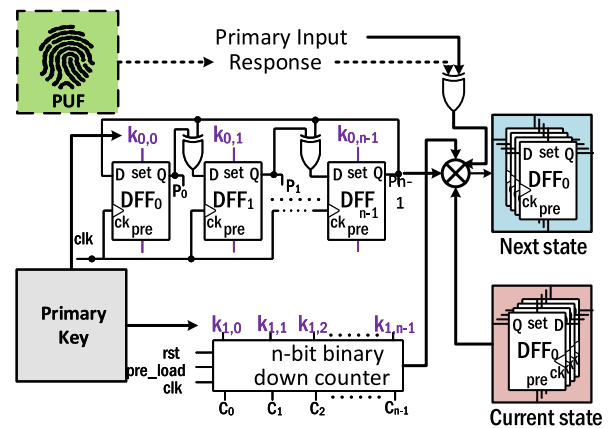 Primary Input
Response
PUF
k0,0 k0,1 k0,n-1
D set Q
DFF0
ck
pre
P0
D set Q
DFF1
ck
pre
P1
D set Q
DFF
n-1
ck
pre
Pn-
1
clk
D set Q
DFF0
ck
pre
Next state
Primary
Key
k1,0 k1,1 k1,2 k1,n-1
rst
pre_load
clk
n-bit binary
down counter
C0 C1 C2 Cn-1
Q set D
DFF0
ck
pre
Current state